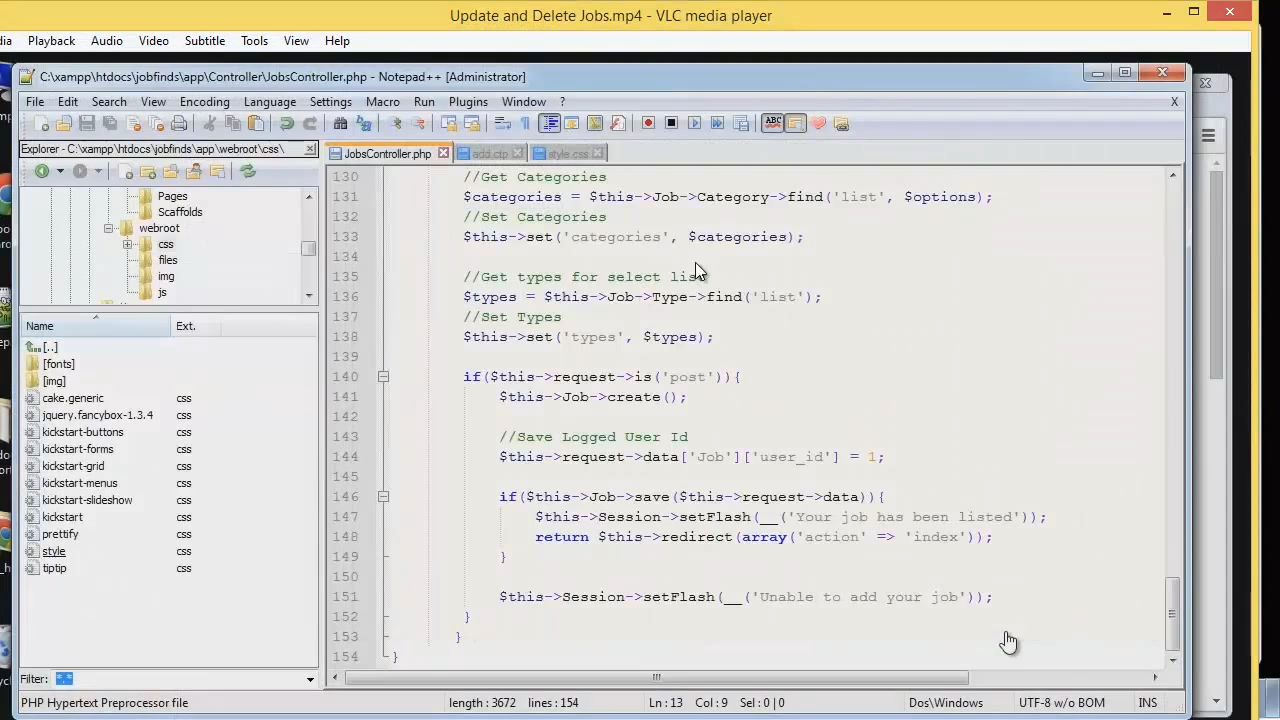 Update and Delete Jobs.mp4 - VLC media player
Playback Audio Video Subtitle Tools View Help
C:\xampp\htdocs\jobfinds\app\Controller\JobsController.php - Notepad++ [Administrator]
File Edit Search View Encoding Language Settings Macro Run Plugins Window ? X
Explorer - C:\xampp\htdocs\jobfinds\app\webroot\css\
JobsController.php add.ctp style.css
Pages
Scaffolds
webroot
css
files
img
js
Name Ext.
[..]
[fonts]
[img]
cake.generic css
jquery.fancybox-1.3.4 css
kickstart-buttons css
kickstart-forms css
kickstart-grid css
kickstart-menus css
kickstart-slideshow css
kickstart css
prettify css
style css
tiptip css
Filter: *.*
130 //Get Categories
131 $categories = $this->Job->Category->find('list', $options);
132 //Set Categories
133 $this->set('categories', $categories);
134
135 //Get types for select list
136 $types = $this->Job->Type->find('list');
137 //Set Types
138 $this->set('types', $types);
139
140 if($this->request->is('post')){
141 $this->Job->create();
142
143 //Save Logged User Id
144 $this->request->data['Job']['user_id'] = 1;
145
146 if($this->Job->save($this->request->data)){
147 $this->Session->setFlash(__('Your job has been listed'));
148 return $this->redirect(array('action' => 'index'));
149 }
150
151 $this->Session->setFlash(__('Unable to add your job'));
152 }
153 }
154 }
PHP Hypertext Preprocessor file length : 3672 lines : 154 Ln : 13 Col : 9 Sel : 0 | 0 Dos\Windows UTF-8 w/o BOM INS